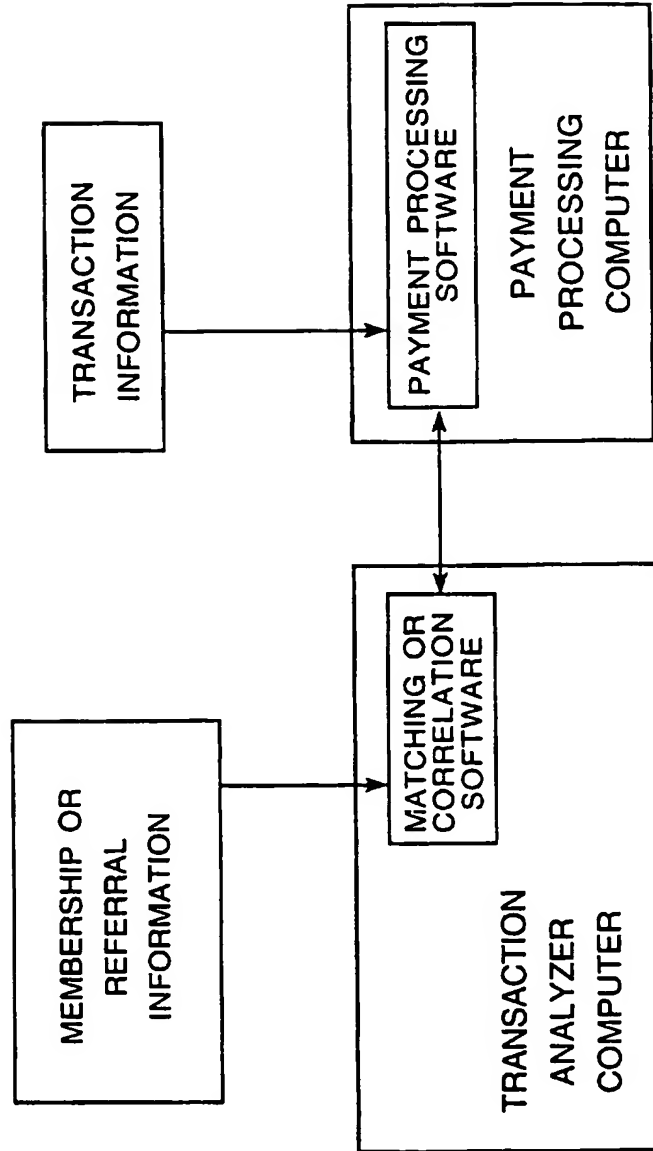 MEMBERSHIP OR
REFERRAL
INFORMATION
TRANSACTION
INFORMATION
MATCHING OR
CORRELATION
SOFTWARE
TRANSACTION
ANALYZER
COMPUTER
PAYMENT PROCESSING
SOFTWARE
PAYMENT
PROCESSING
COMPUTER